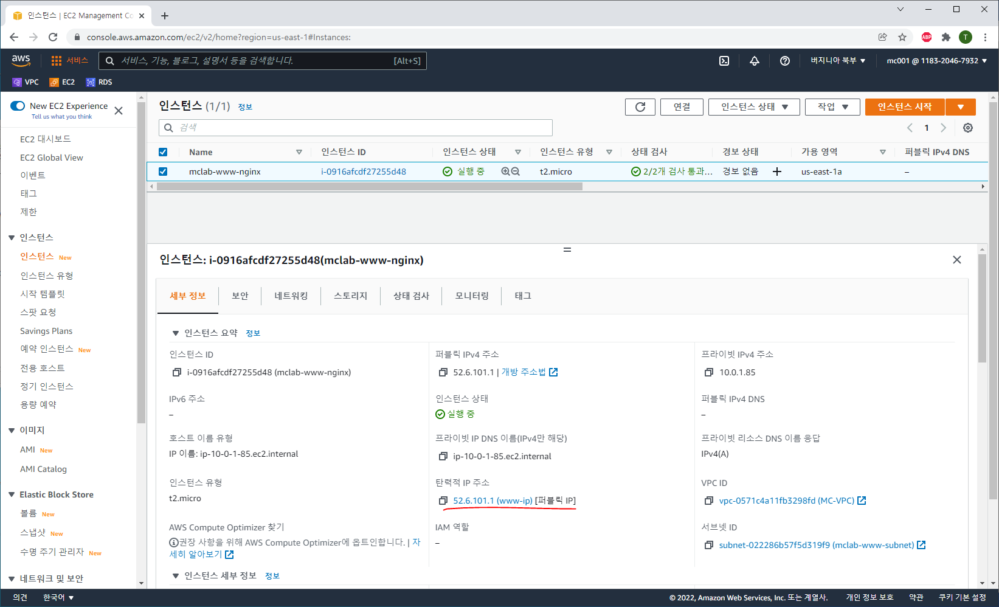 인스턴스 | EC2 Management Co
console.aws.amazon.com/ec2/v2/home?region=us-east-1#Instances:
ABP
T
aws
서비스
서비스, 기능, 블로그, 설명서 등을 검색합니다.
[Alt+S]
버지니아 북부
mc001 @ 1183-2046-7932
VPC
EC2
RDS
New EC2 Experience
Tell us what you think
EC2 대시보드
EC2 Global View
이벤트
태그
제한
인스턴스
인스턴스 New
인스턴스 유형
시작 템플릿
스팟 요청
Savings Plans
예약 인스턴스 New
전용 호스트
정기 인스턴스
용량 예약
이미지
AMI New
AMI Catalog
Elastic Block Store
볼륨 New
스냅샷 New
수명 주기 관리자 New
네트워크 및 보안
인스턴스 (1/1) 정보
연결
인스턴스 상태
작업
인스턴스 시작
검색
1
Name 인스턴스 ID 인스턴스 상태 인스턴스 유형 상태 검사 경보 상태 가용 영역 퍼블릭 IPv4 DNS
mclab-www-nginx i-0916afcdf27255d48 실행 중 t2.micro 2/2개 검사 통과... 경보 없음 + us-east-1a –
인스턴스: i-0916afcdf27255d48(mclab-www-nginx)
세부 정보 보안 네트워킹 스토리지 상태 검사 모니터링 태그
인스턴스 요약 정보
인스턴스 ID
i-0916afcdf27255d48 (mclab-www-nginx)
퍼블릭 IPv4 주소
52.6.101.1 | 개방 주소법
프라이빗 IPv4 주소
10.0.1.85
IPv6 주소
–
인스턴스 상태
실행 중
퍼블릭 IPv4 DNS
–
호스트 이름 유형
IP 이름: ip-10-0-1-85.ec2.internal
프라이빗 IP DNS 이름(IPv4만 해당)
ip-10-0-1-85.ec2.internal
프라이빗 리소스 DNS 이름 응답
IPv4(A)
인스턴스 유형
t2.micro
탄력적 IP 주소
52.6.101.1 (www-ip) [퍼블릭 IP]
VPC ID
vpc-0571c4a11fb3298fd (MC-VPC)
AWS Compute Optimizer 찾기
권장 사항을 위해 AWS Compute Optimizer에 옵트인합니다. | 자
세히 알아보기
IAM 역할
–
서브넷 ID
subnet-022286b57f5d319f9 (mclab-www-subnet)
인스턴스 세부 정보 정보
의견
한국어
© 2022, Amazon Web Services, Inc. 또는 계열사.
개인 정보 보호
약관
쿠키 기본 설정